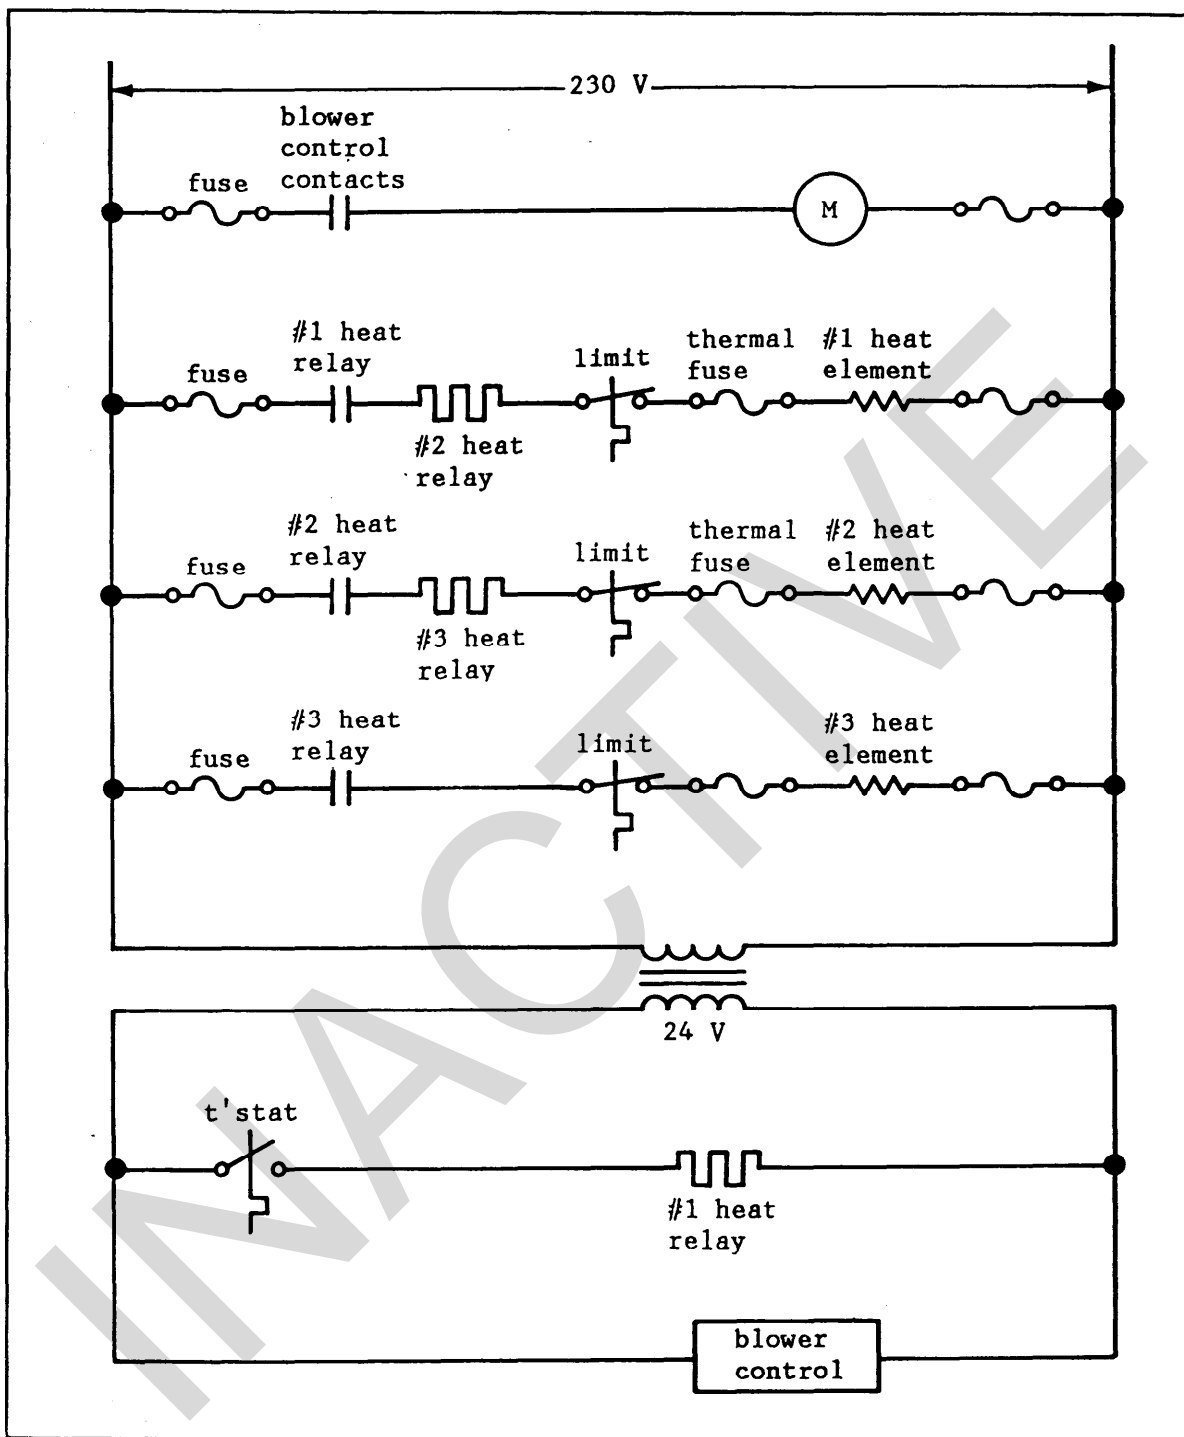 230 V
blower
control
contacts
fuse
M
#1 heat
relay
fuse
limit
thermal
fuse
#1 heat
element
#2 heat
relay
#2 heat
relay
fuse
limit
thermal
fuse
#2 heat
element
#3 heat
relay
#3 heat
relay
fuse
limit
#3 heat
element
24 V
t'stat
#1 heat
relay
blower
control
INACTIVE